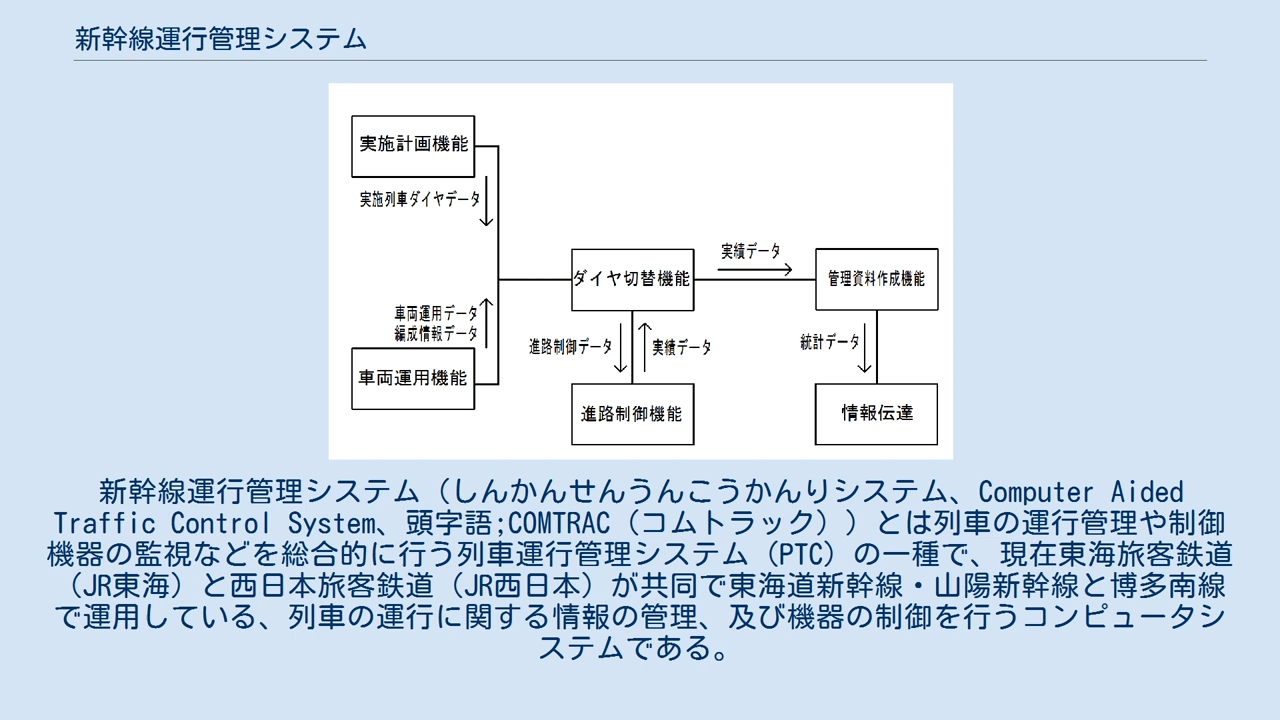 新幹線運行管理システム
実施計画機能
実施列車ダイヤデータ
車両運用データ
編成情報データ
車両運用機能
ダイヤ切替機能
進路制御データ
実績データ
進路制御機能
実績データ
管理資料作成機能
統計データ
情報伝達
新幹線運行管理システム（しんかんせんうんこうかんりシステム、Computer Aided
Traffic Control System、頭字語;COMTRAC（コムトラック））とは列車の運行管理や制御
機器の監視などを総合的に行う列車運行管理システム（PTC）の一種で、現在東海旅客鉄道
（JR東海）と西日本旅客鉄道（JR西日本）が共同で東海道新幹線・山陽新幹線と博多南線
で運用している、列車の運行に関する情報の管理、及び機器の制御を行うコンピュータシ
ステムである。